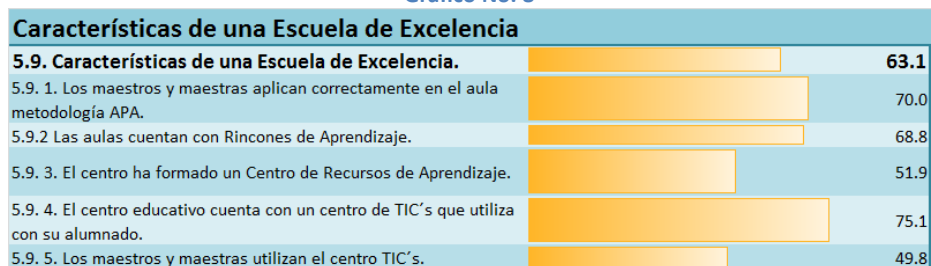 Características de una Escuela de Excelencia
5.9. Características de una Escuela de Excelencia. 63.1
5.9. 1. Los maestros y maestras aplican correctamente en el aula
metodología APA. 70.0
5.9.2 Las aulas cuentan con Rincones de Aprendizaje. 68.8
5.9. 3. El centro ha formado un Centro de Recursos de Aprendizaje. 51.9
5.9. 4. El centro educativo cuenta con un centro de TIC´s que utiliza
con su alumnado. 75.1
5.9. 5. Los maestros y maestras utilizan el centro TIC´s. 49.8